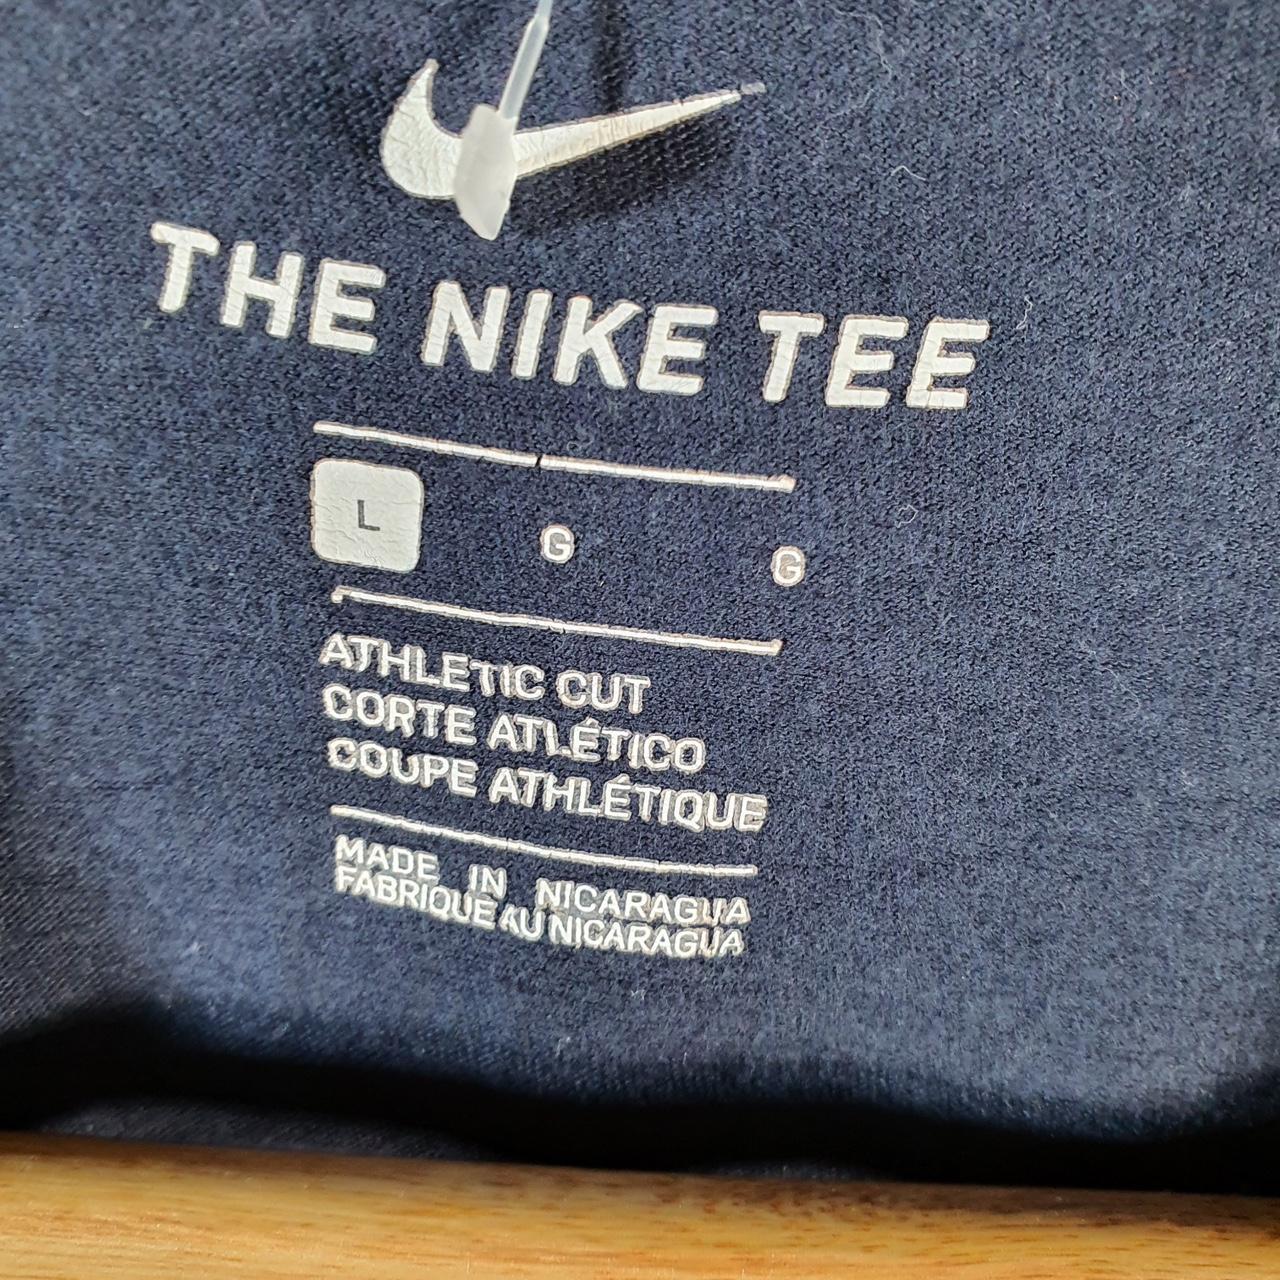 THE NIKE TEE
L G G
ATHLETIC CUT
CORTE ATLÉTICO
COUPE ATHLÉTIQUE
MADE IN NICARAGUA
FABRIQUE AU NICARAGUA